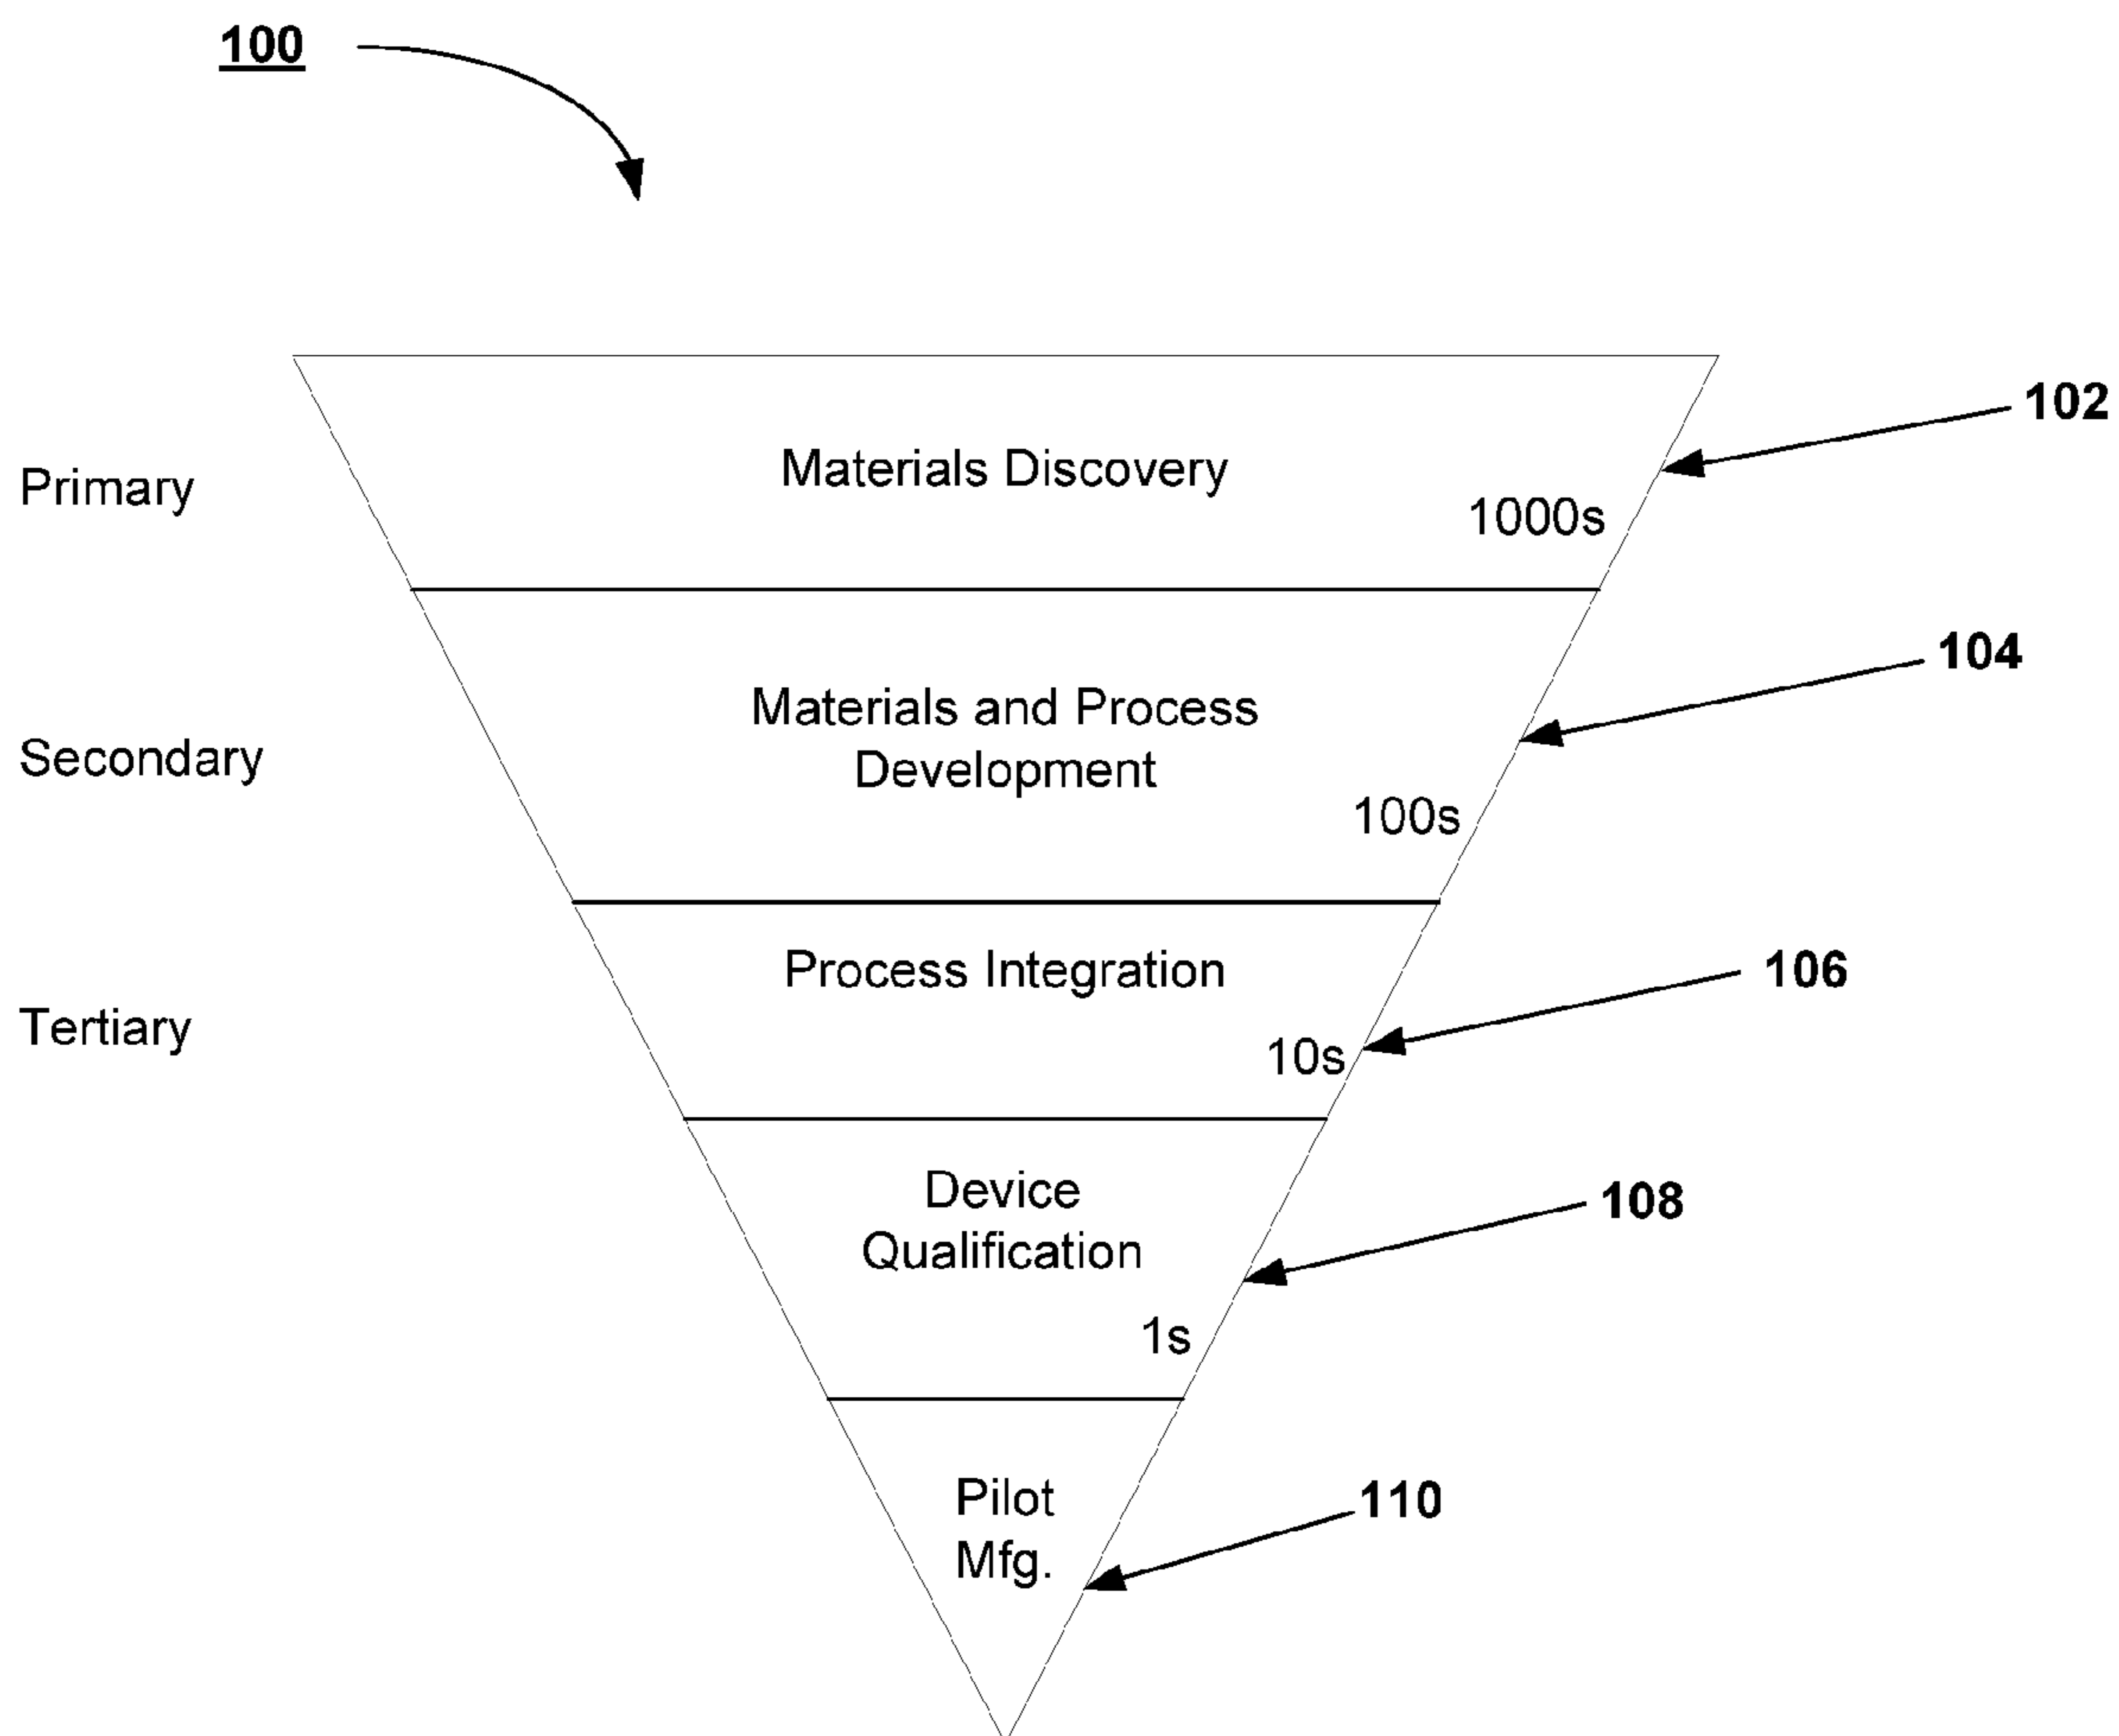 100
102
Materials Discovery
Primary
1000s
104
Materials and Process
Secondary
Development
100s
106
Process Integration
Tertiary
10s
108
Device
Qualification
1s
110
Pilot
Mfg.